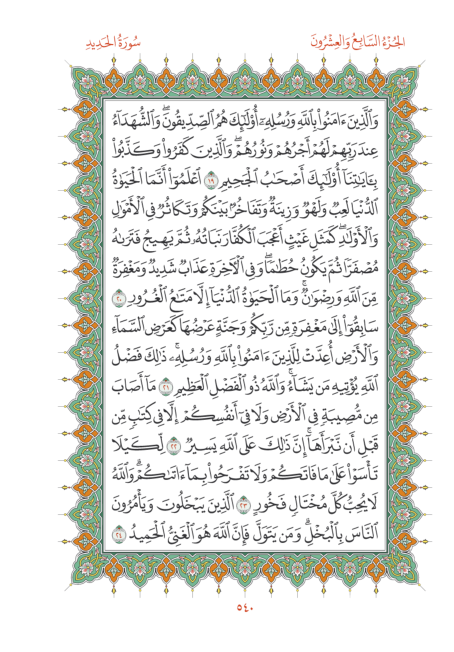 الجُزْءُ السَّابِعُ وَالعِشْرُونَ
سُورَةُ الحَدِيدِ
وَٱلَّذِينَ ءَامَنُوا۟ بِٱللَّهِ وَرُسُلِهِۦٓ أُو۟لَٰٓئِكَ هُمُ ٱلصِّدِّيقُونَ ۖ وَٱلشُّهَدَآءُ
عِندَ رَبِّهِمْ لَهُمْ أَجْرُهُمْ وَنُورُهُمْ ۖ وَٱلَّذِينَ كَفَرُوا۟ وَكَذَّبُوا۟
بِـَٔايَٰتِنَآ أُو۟لَٰٓئِكَ أَصْحَٰبُ ٱلْجَحِيمِ ١٩ ٱعْلَمُوٓا۟ أَنَّمَا ٱلْحَيَوٰةُ
ٱلدُّنْيَا لَعِبٌ وَلَهْوٌ وَزِينَةٌ وَتَفَاخُرٌۢ بَيْنَكُمْ وَتَكَاثُرٌ فِى ٱلْأَمْوَٰلِ
وَٱلْأَوْلَٰدِ ۖ كَمَثَلِ غَيْثٍ أَعْجَبَ ٱلْكُفَّارَ نَبَاتُهُۥ ثُمَّ يَهِيجُ فَتَرَىٰهُ
مُصْفَرًّا ثُمَّ يَكُونُ حُطَٰمًا ۖ وَفِى ٱلْـَٔاخِرَةِ عَذَابٌ شَدِيدٌ وَمَغْفِرَةٌ
مِّنَ ٱللَّهِ وَرِضْوَٰنٌ ۚ وَمَا ٱلْحَيَوٰةُ ٱلدُّنْيَآ إِلَّا مَتَٰعُ ٱلْغُرُورِ ٢٠
سَابِقُوٓا۟ إِلَىٰ مَغْفِرَةٍ مِّن رَّبِّكُمْ وَجَنَّةٍ عَرْضُهَا كَعَرْضِ ٱلسَّمَآءِ
وَٱلْأَرْضِ أُعِدَّتْ لِلَّذِينَ ءَامَنُوا۟ بِٱللَّهِ وَرُسُلِهِۦ ۚ ذَٰلِكَ فَضْلُ
ٱللَّهِ يُؤْتِيهِ مَن يَشَآءُ ۚ وَٱللَّهُ ذُو ٱلْفَضْلِ ٱلْعَظِيمِ ٢١ مَآ أَصَابَ
مِن مُّصِيبَةٍ فِى ٱلْأَرْضِ وَلَا فِىٓ أَنفُسِكُمْ إِلَّا فِى كِتَٰبٍ مِّن
قَبْلِ أَن نَّبْرَأَهَآ ۚ إِنَّ ذَٰلِكَ عَلَى ٱللَّهِ يَسِيرٌ ٢٢ لِّكَيْلَا
تَأْسَوْا۟ عَلَىٰ مَا فَاتَكُمْ وَلَا تَفْرَحُوا۟ بِمَآ ءَاتَىٰكُمْ ۗ وَٱللَّهُ
لَا يُحِبُّ كُلَّ مُخْتَالٍ فَخُورٍ ٢٣ ٱلَّذِينَ يَبْخَلُونَ وَيَأْمُرُونَ
ٱلنَّاسَ بِٱلْبُخْلِ ۗ وَمَن يَتَوَلَّ فَإِنَّ ٱللَّهَ هُوَ ٱلْغَنِىُّ ٱلْحَمِيدُ ٢٤
٥٤٠